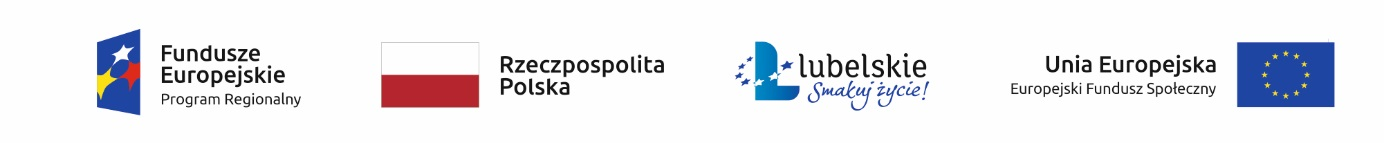 Fundusze
Europejskie
Program Regionalny
Rzeczpospolita
Polska
lubelskie
Smakuj życie!
Unia Europejska
Europejski Fundusz Społeczny